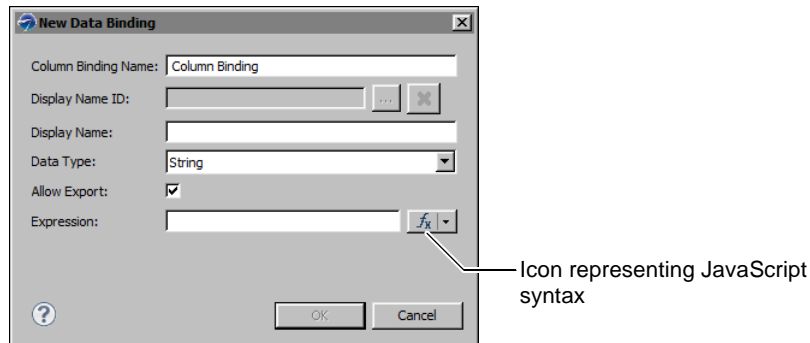 New Data Binding
Column Binding Name: Column Binding
Display Name ID: ...
Display Name:
Data Type: String
Allow Export:
Expression: fx
Icon representing JavaScript
syntax
? OK Cancel